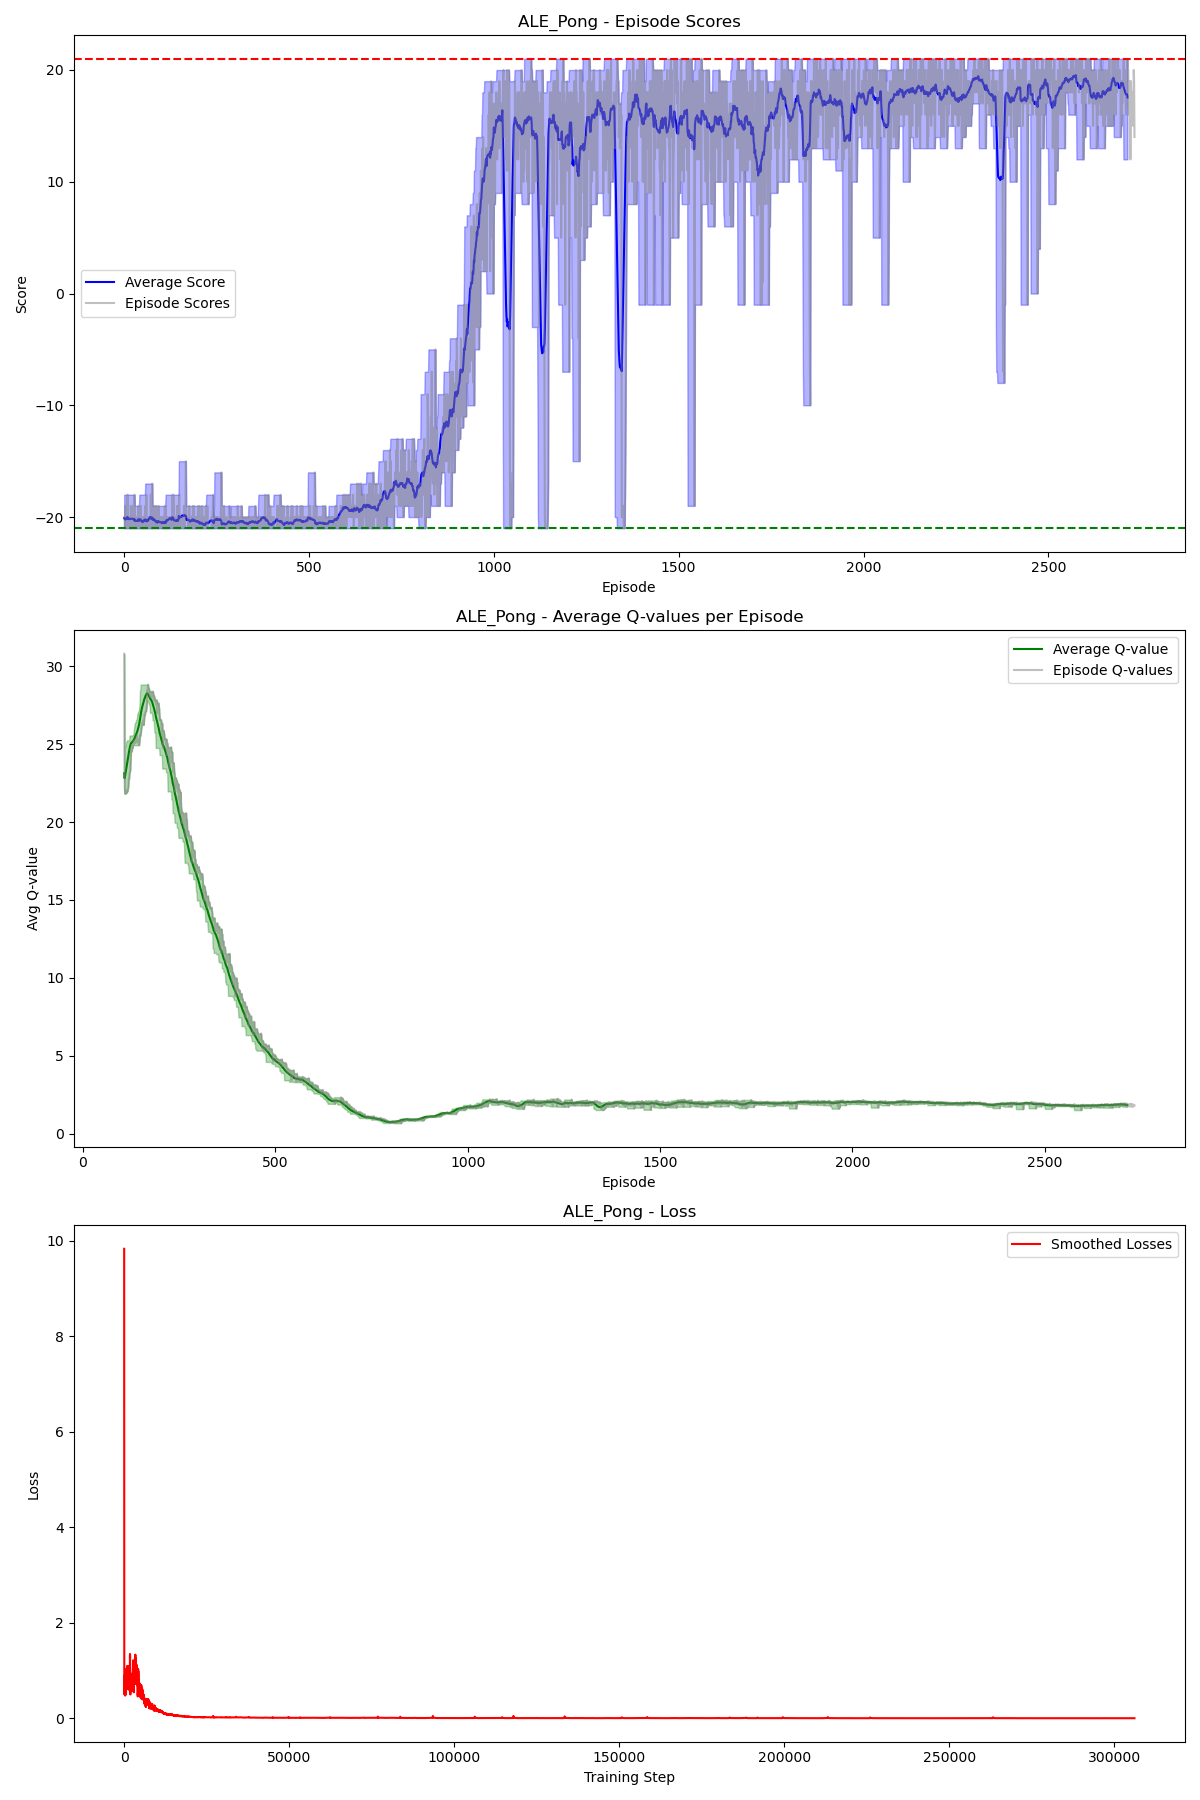 ALE_Pong - Episode Scores
20
10
0
−10
−20
Score
Average Score
Episode Scores
0
500
1000
1500
2000
2500
Episode
ALE_Pong - Average Q-values per Episode
30
25
20
15
10
5
0
Avg Q-value
Average Q-value
Episode Q-values
0
500
1000
1500
2000
2500
Episode
ALE_Pong - Loss
10
8
6
4
2
0
Loss
Smoothed Losses
0
50000
100000
150000
200000
250000
300000
Training Step